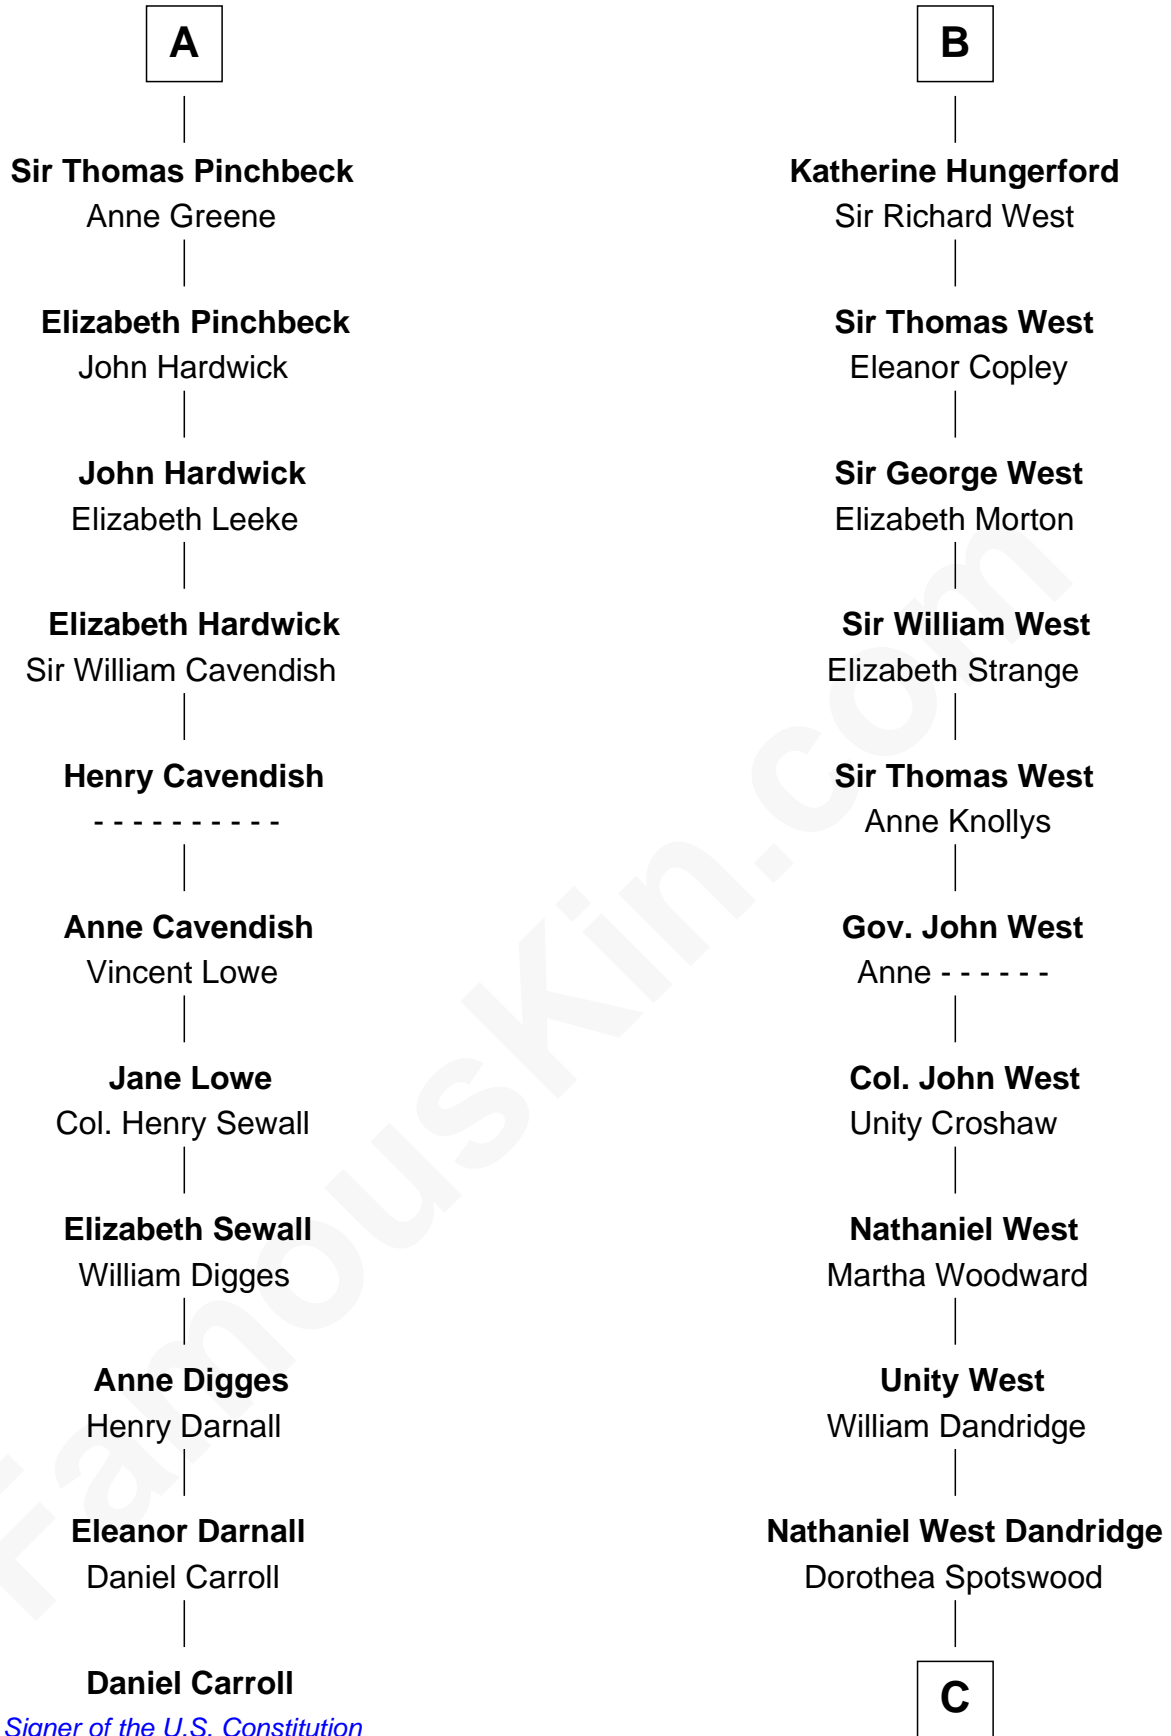 A
Sir Thomas Pinchbeck
Anne Greene
Elizabeth Pinchbeck
John Hardwick
John Hardwick
Elizabeth Leeke
Elizabeth Hardwick
Sir William Cavendish
Henry Cavendish
- - - - - - - - - -
Anne Cavendish
Vincent Lowe
Jane Lowe
Col. Henry Sewall
Elizabeth Sewall
William Digges
Anne Digges
Henry Darnall
Eleanor Darnall
Daniel Carroll
Daniel Carroll
Signer of the U.S. Constitution
B
Katherine Hungerford
Sir Richard West
Sir Thomas West
Eleanor Copley
Sir George West
Elizabeth Morton
Sir William West
Elizabeth Strange
Sir Thomas West
Anne Knollys
Gov. John West
Anne - - - - - -
Col. John West
Unity Croshaw
Nathaniel West
Martha Woodward
Unity West
William Dandridge
Nathaniel West Dandridge
Dorothea Spotswood
C
FamousKin.com